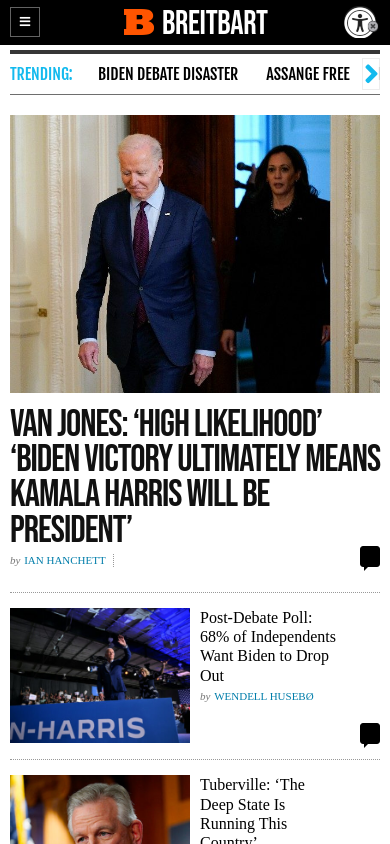 BREITBART
TRENDING:
BIDEN DEBATE DISASTER
ASSANGE FREE
VAN JONES: ‘HIGH LIKELIHOOD’
‘BIDEN VICTORY ULTIMATELY MEANS
KAMALA HARRIS WILL BE
PRESIDENT’
by IAN HANCHETT
N-HARRIS
Post-Debate Poll:
68% of Independents
Want Biden to Drop
Out
by WENDELL HUSEBØ
Tuberville: ‘The
Deep State Is
Running This
Country’